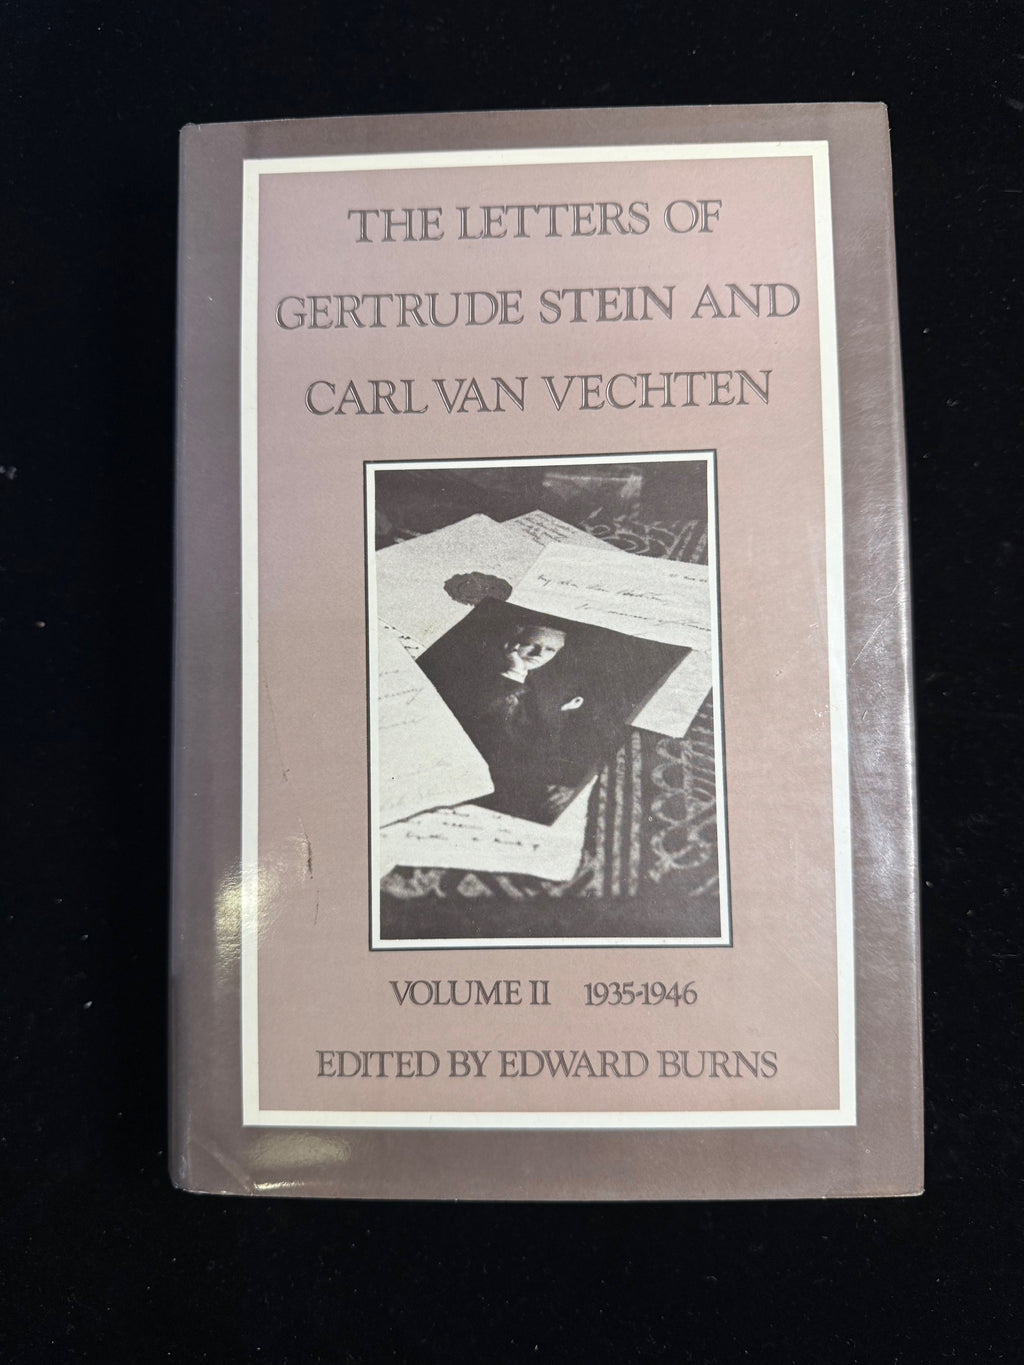 THE LETTERS OF
GERTRUDE STEIN AND
CARL VAN VECHTEN
VOLUME II 1935-1946
EDITED BY EDWARD BURNS